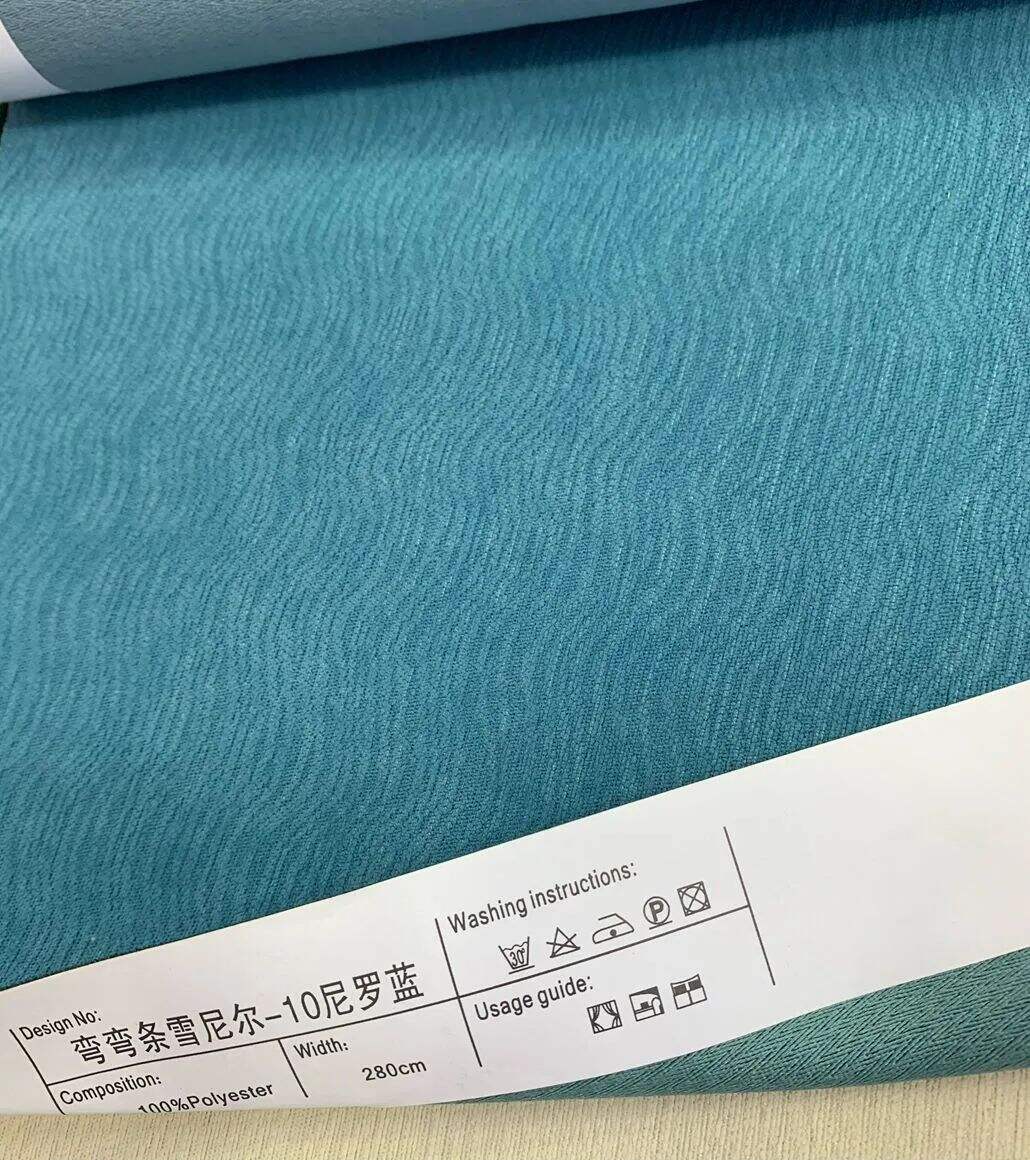 Design No:
弯弯条雪尼尔-10尼罗蓝
Composition:
100%Polyester
Width:
280cm
Washing instructions:
30°
P
Usage guide: